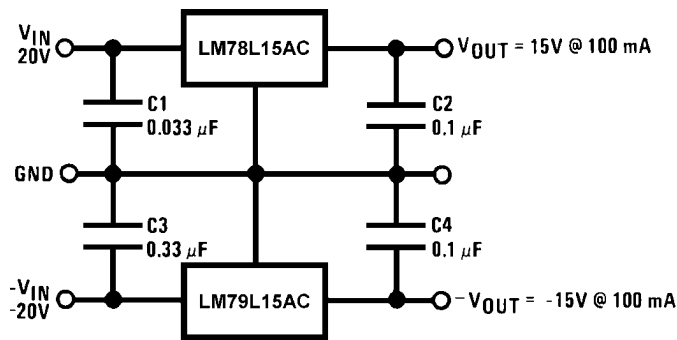 VIN
20V
LM78L15AC
VOUT = 15V @ 100 mA
C1
0.033 μF
C2
0.1 μF
GND
C3
0.33 μF
C4
0.1 μF
-VIN
-20V
LM79L15AC
-VOUT = -15V @ 100 mA